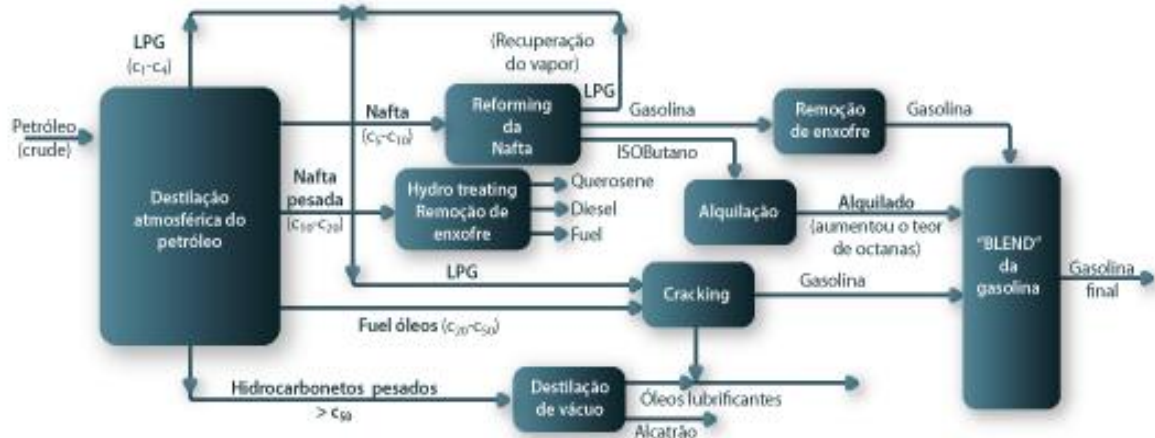 LPG
(c₁-c₄)
(Recuperação
do vapor)
LPG
Petróleo
(crude)
Destilação
atmosférica do
petróleo
Nafta
(c₅-c₁₀)
Reforming
da
Nafta
Gasolina
Remoção
de enxofre
Gasolina
ISOButano
Nafta
pesada
(c₁₀-c₂₀)
Hydro treating
Remoção de
enxofre
Querosene
Diesel
Fuel
Alquilação
Alquilado
(aumentou o teor
de octanas)
"BLEND"
da
gasolina
Gasolina
final
LPG
Cracking
Gasolina
Fuel óleos (c₂₀-c₅₀)
Hidrocarbonetos pesados
> c₅₀
Destilação
de vácuo
Óleos lubrificantes
Alcatrão